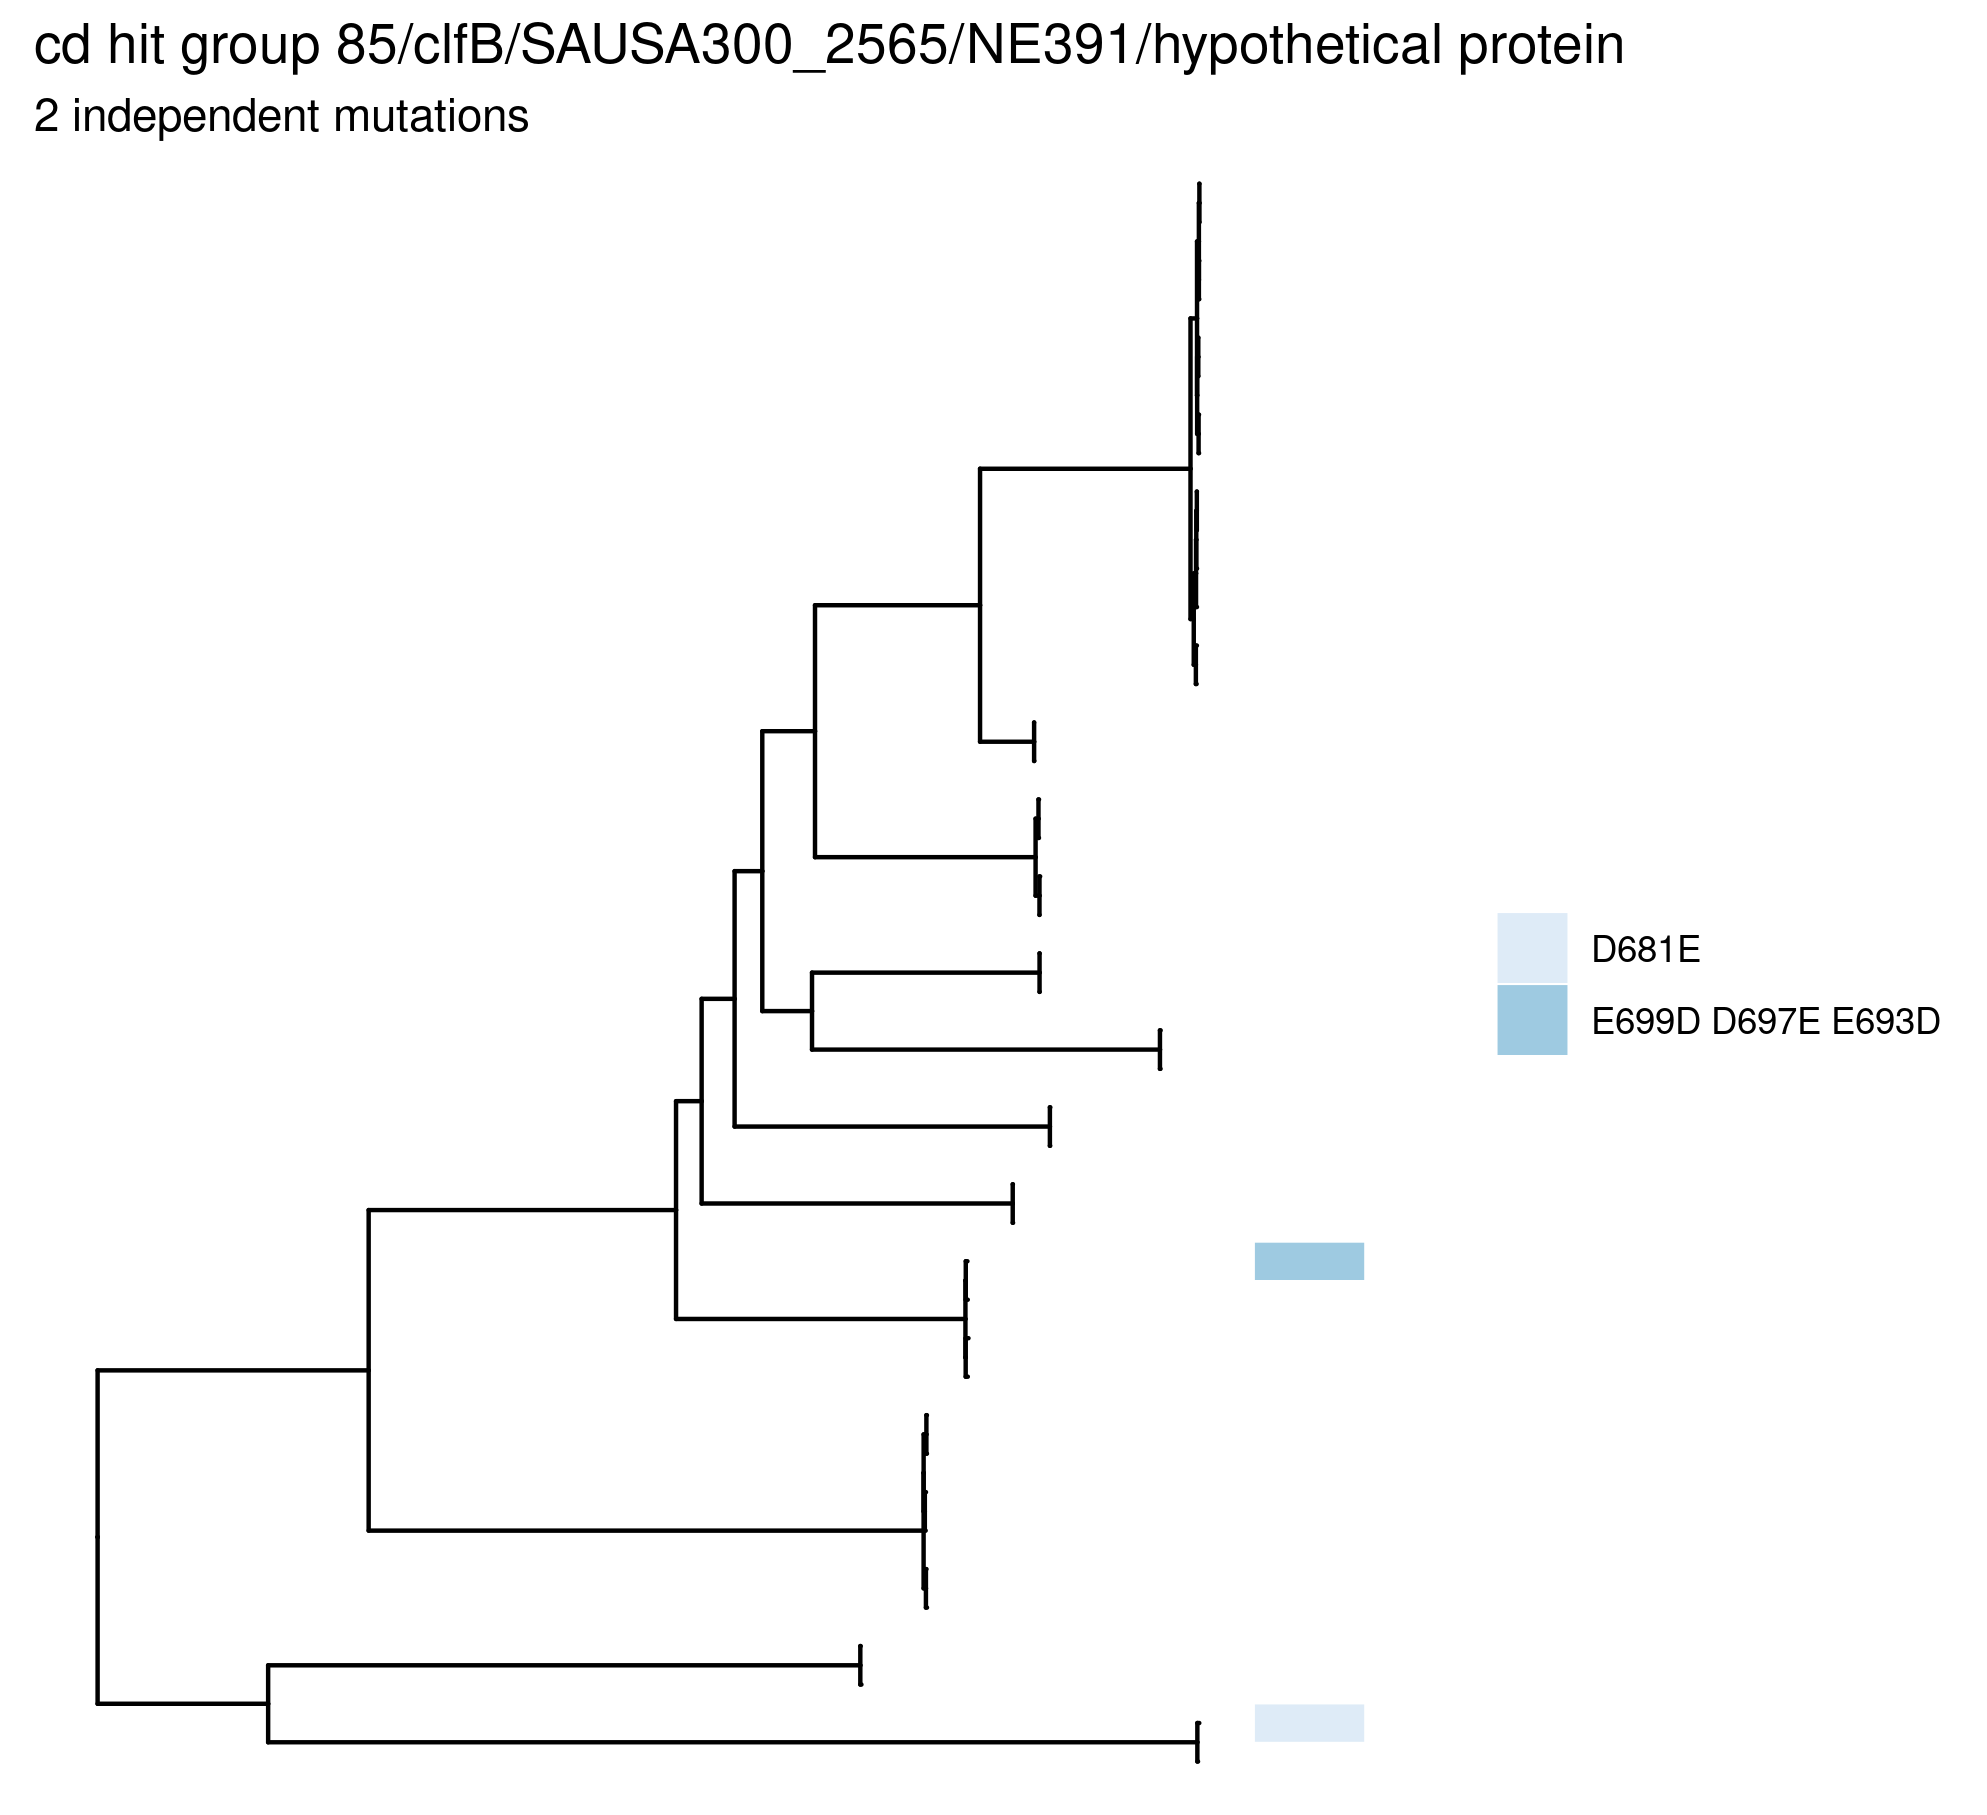 cd hit group 85/clfB/SAUSA300_2565/NE391/hypothetical protein
2 independent mutations
D681E
E699D D697E E693D